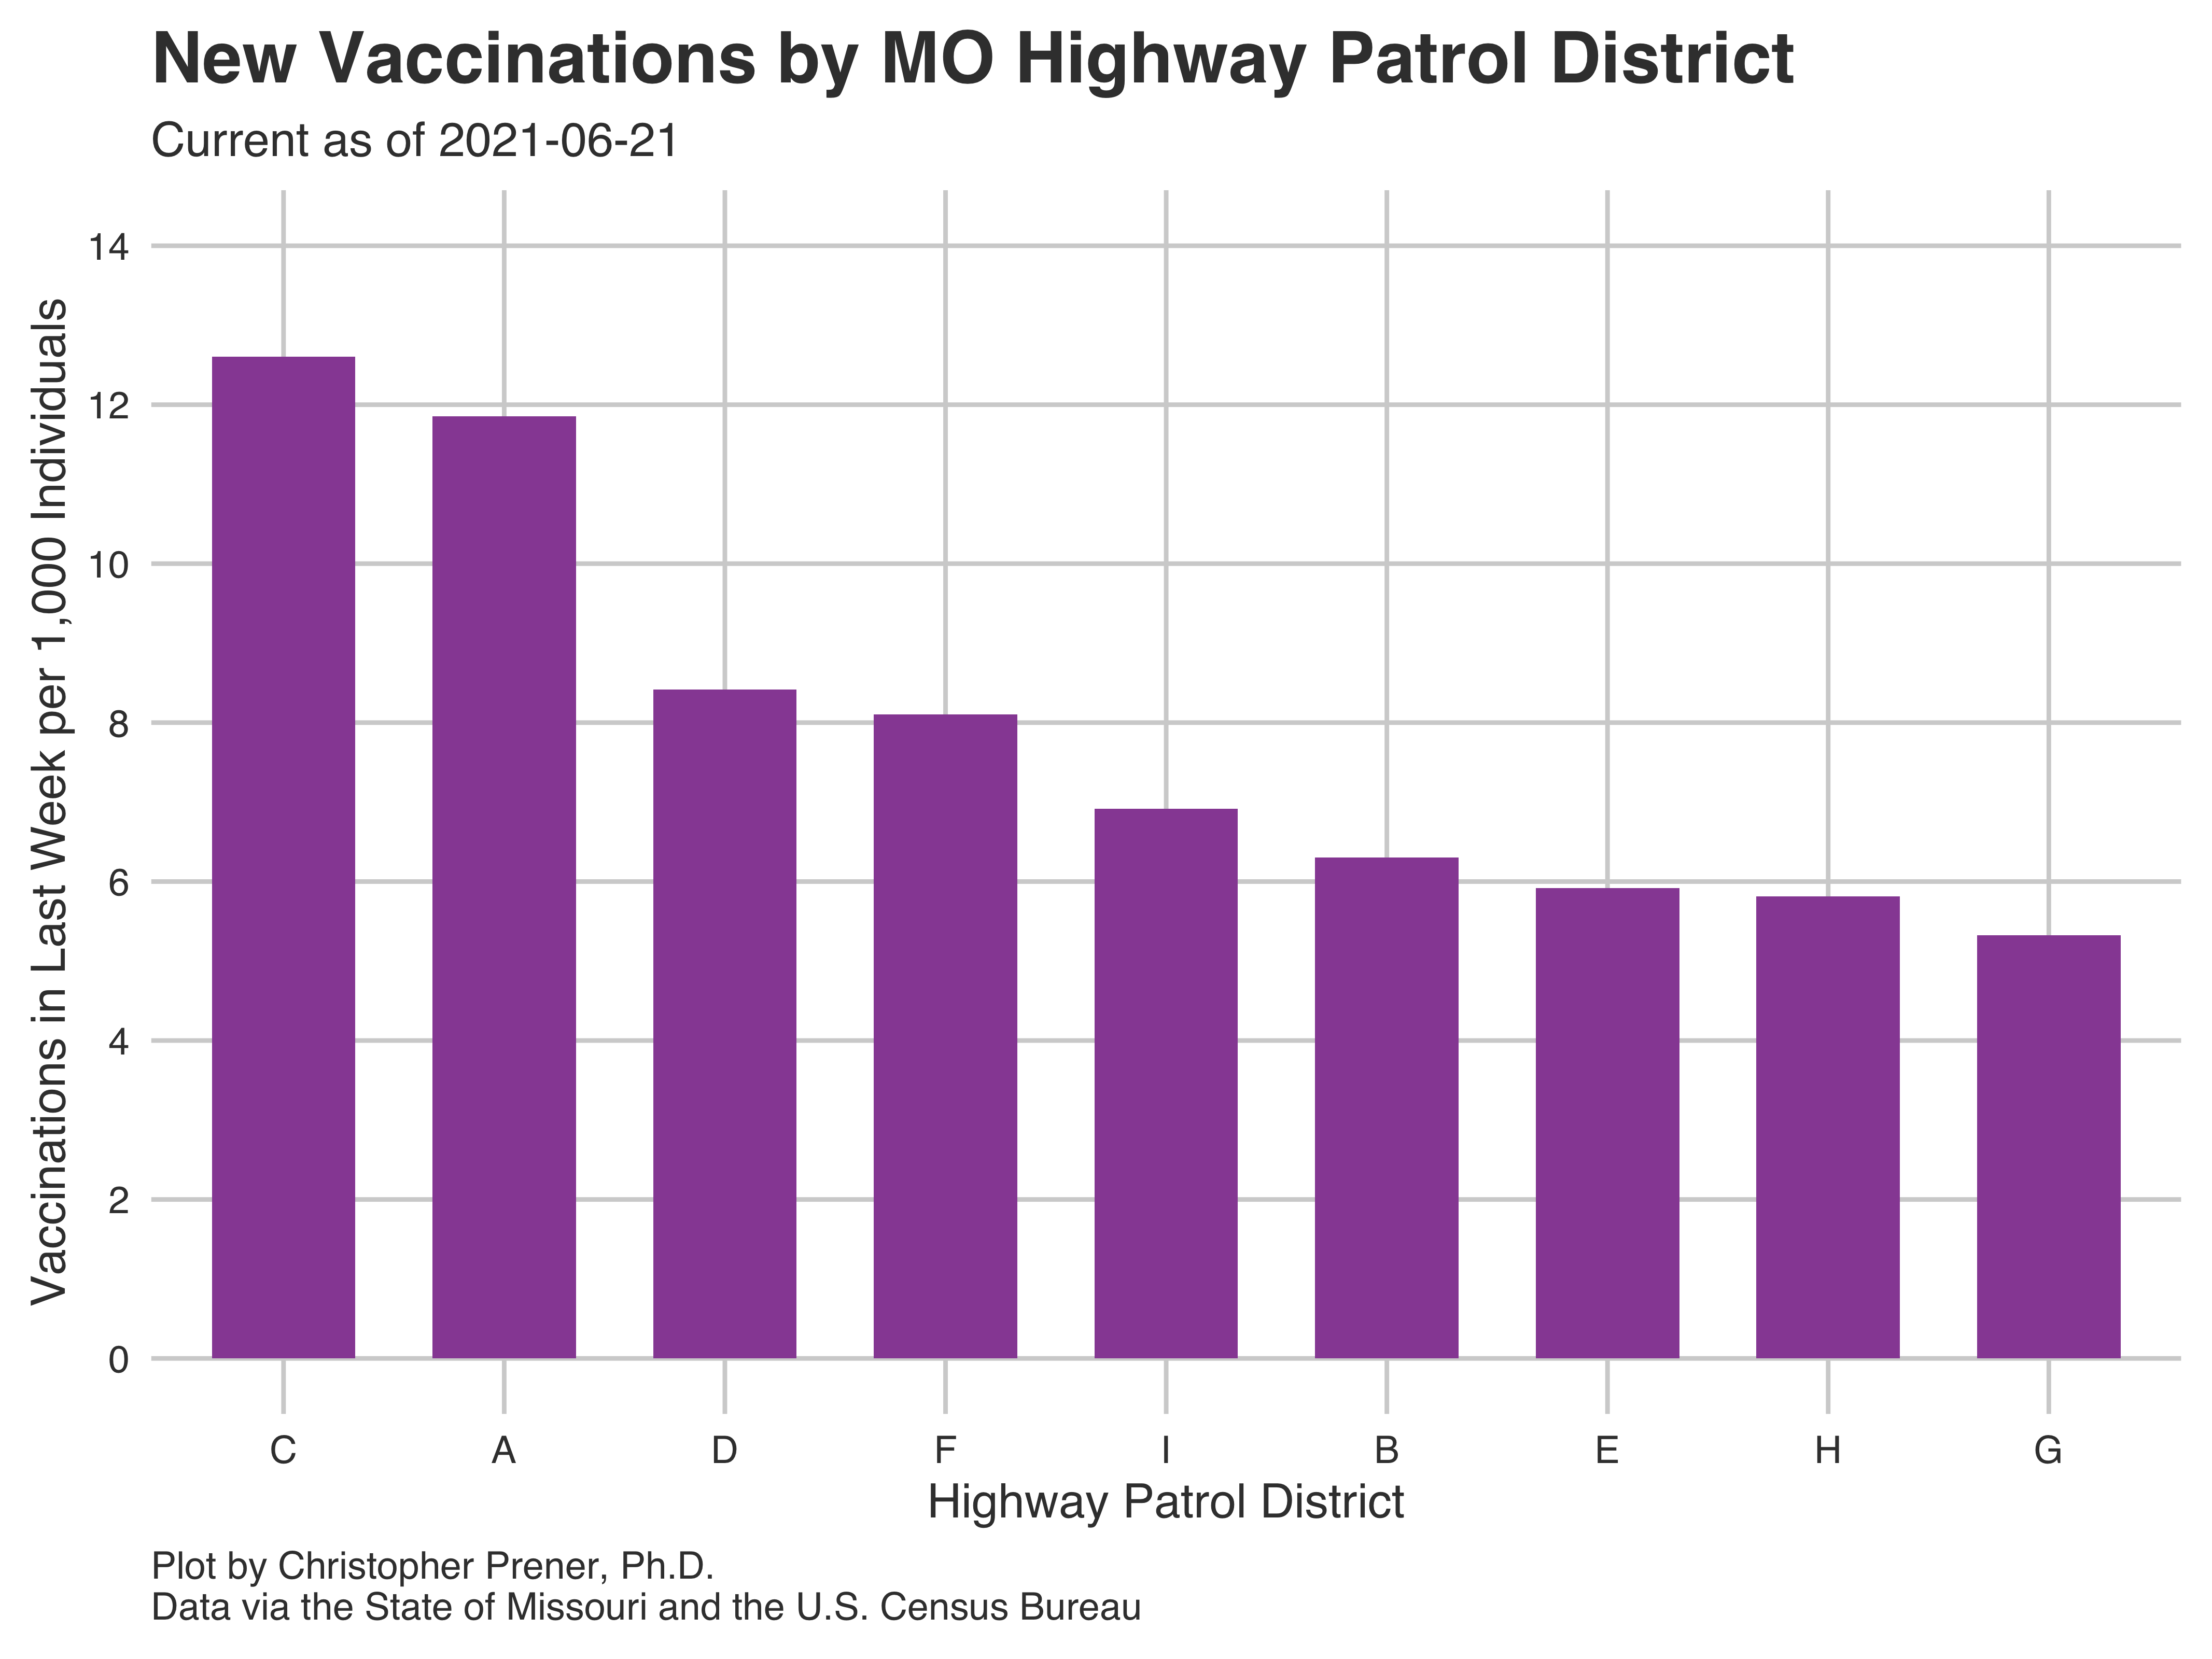 New Vaccinations by MO Highway Patrol District
Current as of 2021-06-21
Vaccinations in Last Week per 1,000 Individuals
14
12
10
8
6
4
2
0
C A D F I B E H G
Highway Patrol District
Plot by Christopher Prener, Ph.D.
Data via the State of Missouri and the U.S. Census Bureau